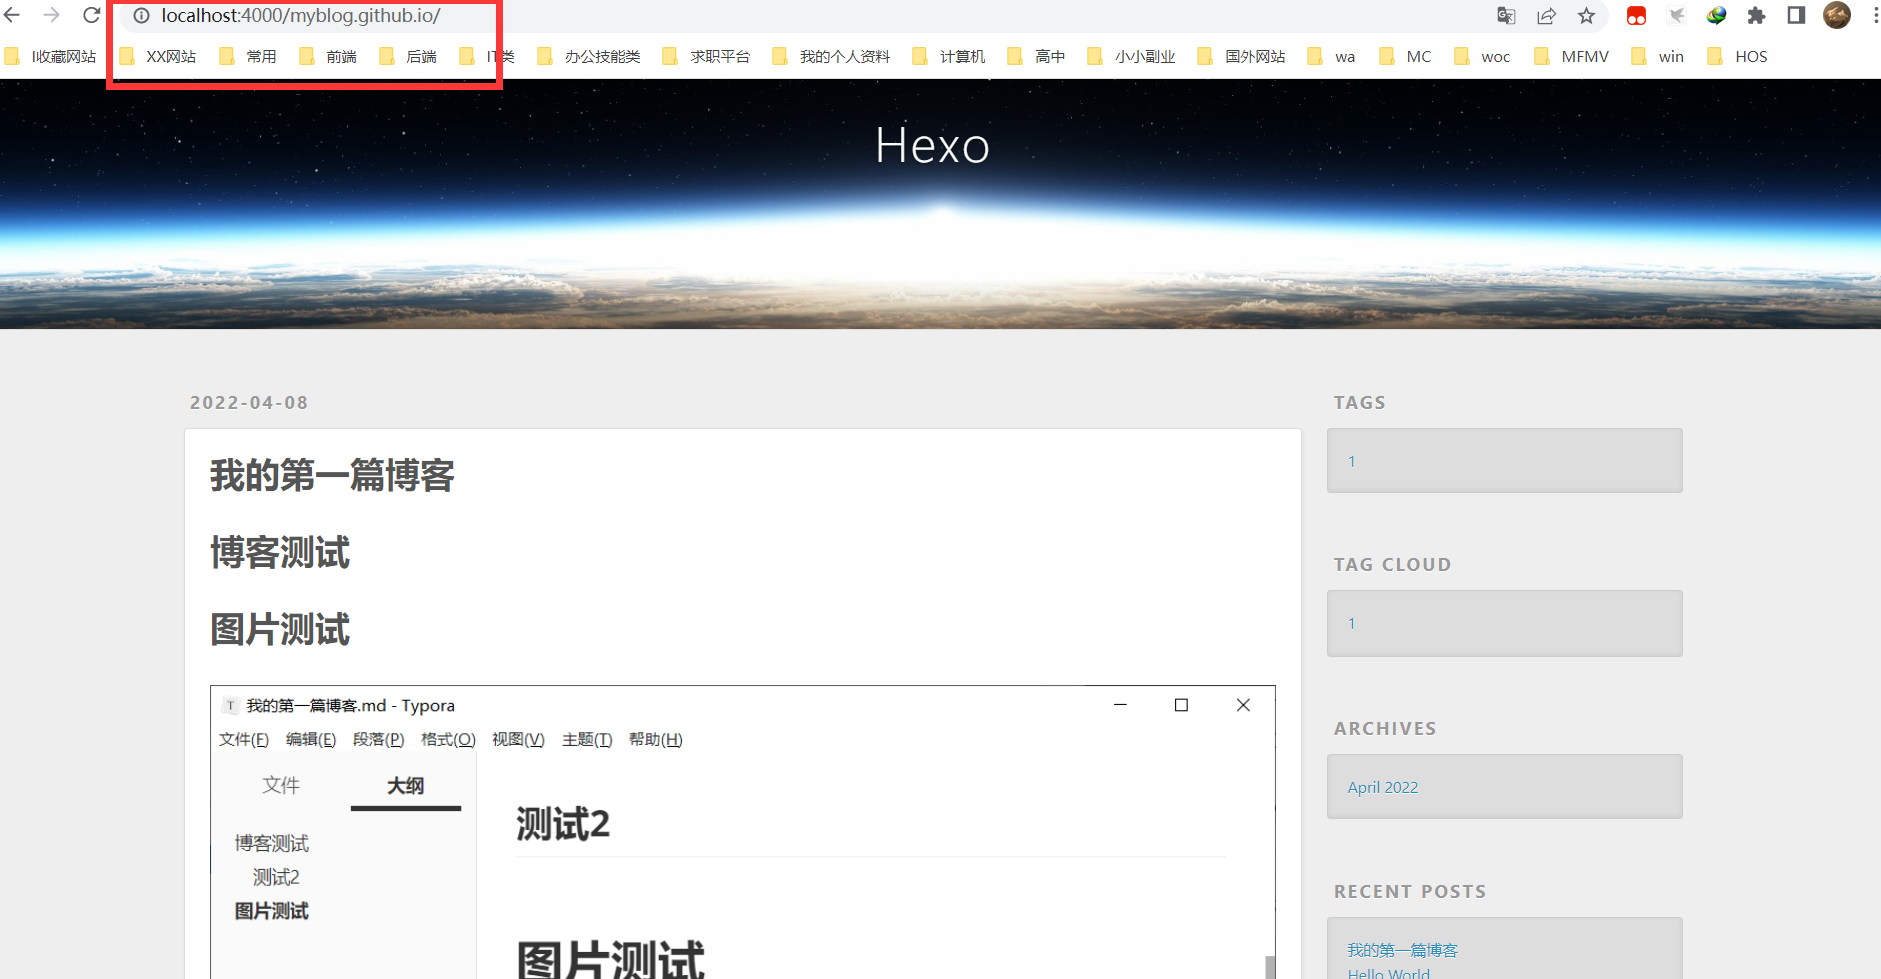 localhost:4000/myblog.github.io/
I收藏网站 XX网站 常用 前端 后端 IT类 办公技能类 求职平台 我的个人资料 计算机 高中 小小副业 国外网站 wa MC woc MFMV win HOS
Hexo
2022-04-08
我的第一篇博客
博客测试
图片测试
T 我的第一篇博客.md - Typora
文件(F) 编辑(E) 段落(P) 格式(O) 视图(V) 主题(T) 帮助(H)
文件 大纲
博客测试
测试2
图片测试
测试2
图片测试
TAGS
1
TAG CLOUD
1
ARCHIVES
April 2022
RECENT POSTS
我的第一篇博客
Hello World